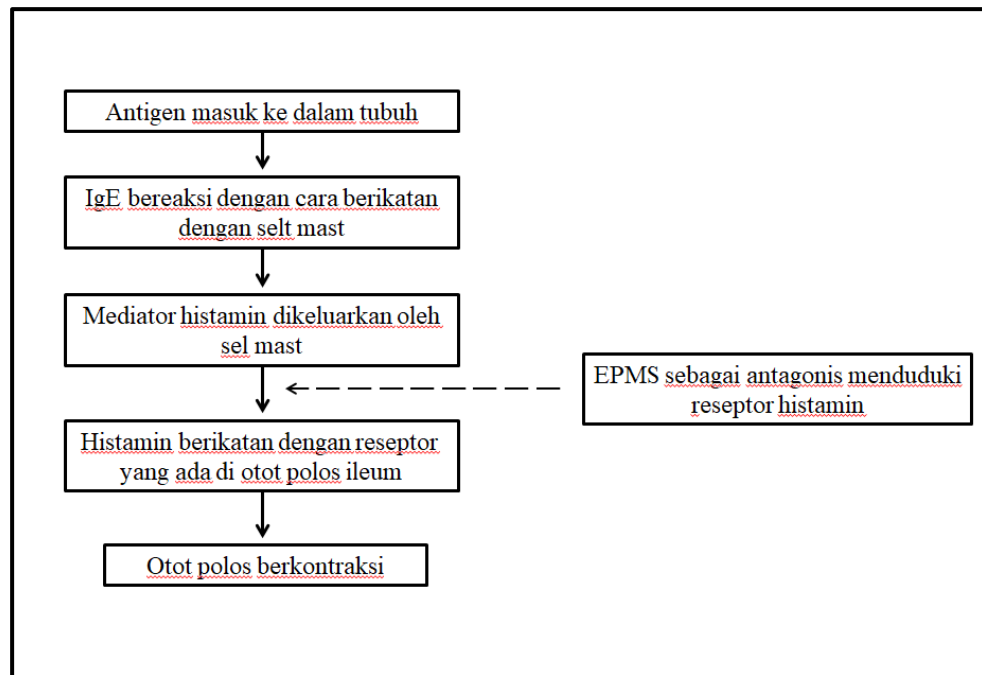 Antigen masuk ke dalam tubuh
IgE bereaksi dengan cara berikatan
dengan selt mast
Mediator histamin dikeluarkan oleh
sel mast
EPMS sebagai antagonis menduduki
reseptor histamin
Histamin berikatan dengan reseptor
yang ada di otot polos ileum
Otot polos berkontraksi